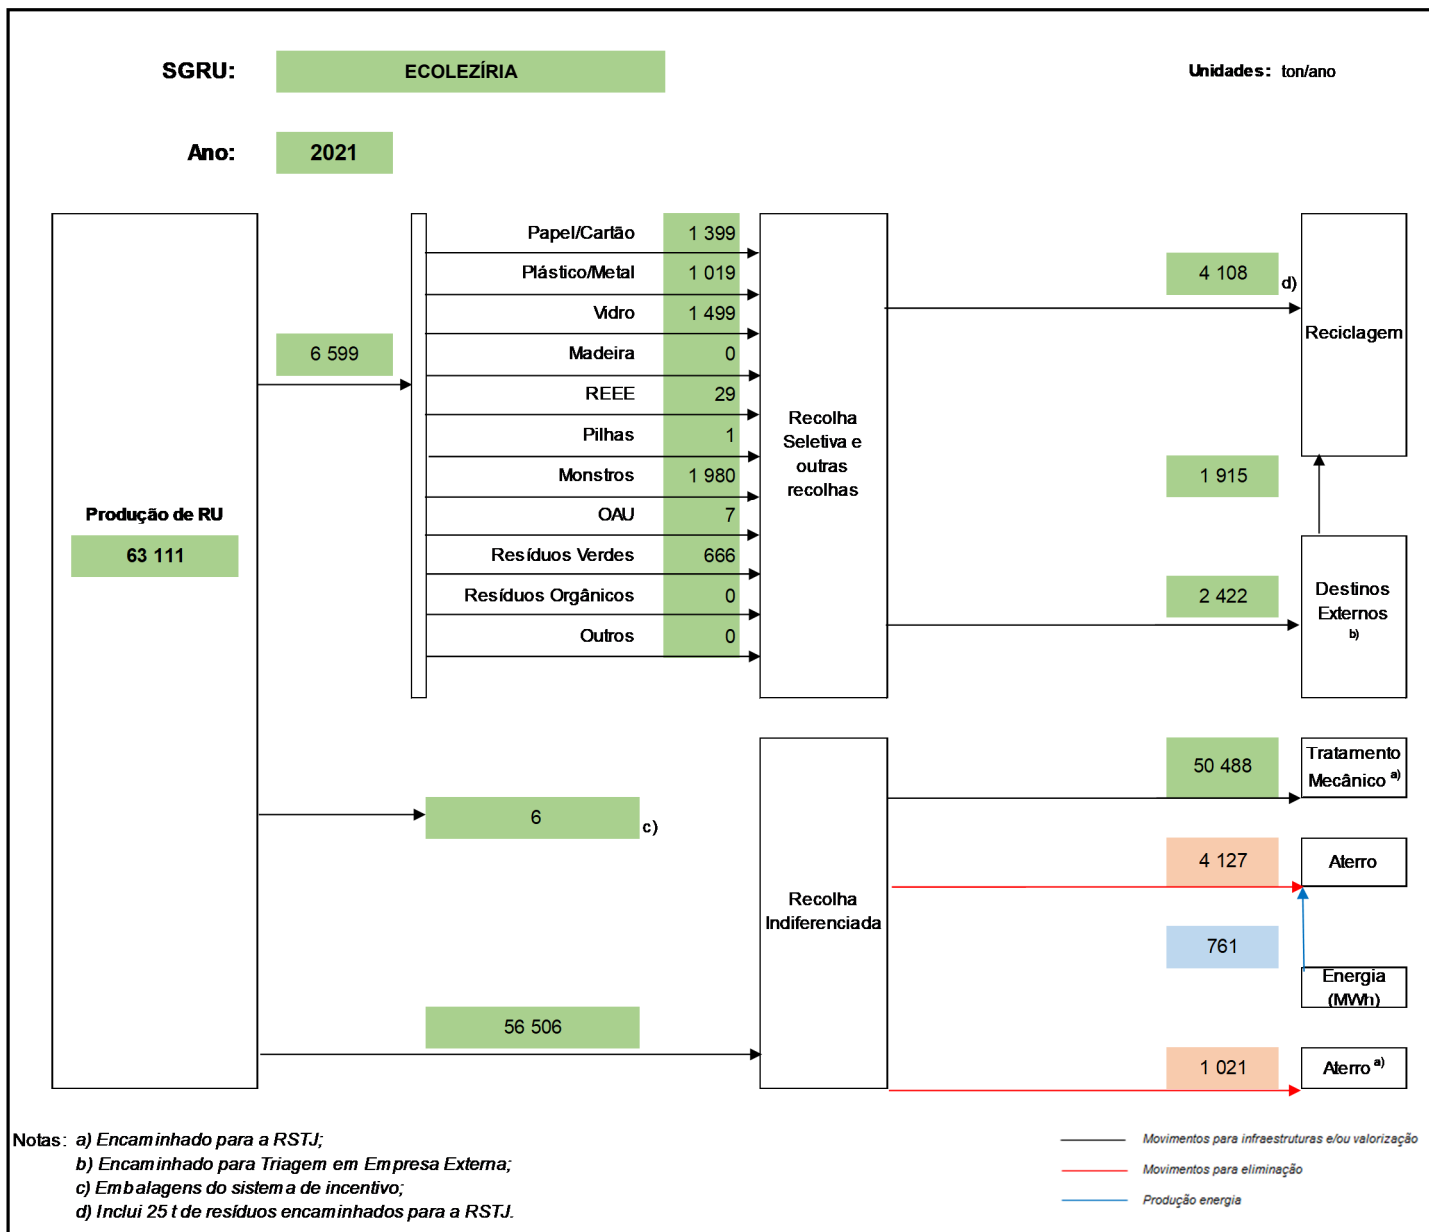 SGRU: ECOLEZÍRIA Unidades: ton/ano
Ano: 2021
Produção de RU
63 111
6 599
Papel/Cartão 1 399
Plástico/Metal 1 019
Vidro 1 499
Madeira 0
REEE 29
Pilhas 1
Monstros 1 980
OAU 7
Resíduos Verdes 666
Resíduos Orgânicos 0
Outros 0
Recolha
Seletiva e
outras
recolhas
4 108 d)
Reciclagem
1 915
2 422
Destinos
Externos
b)
6 c)
56 506
Recolha
Indiferenciada
50 488
Tratamento
Mecânico a)
4 127
Aterro
761
Energia
(MWh)
1 021
Aterro a)
Notas: a) Encaminhado para a RSTJ;
b) Encaminhado para Triagem em Empresa Externa;
c) Embalagens do sistema de incentivo;
d) Inclui 25 t de resíduos encaminhados para a RSTJ.
Movimentos para infraestruturas e/ou valorização
Movimentos para eliminação
Produção energia